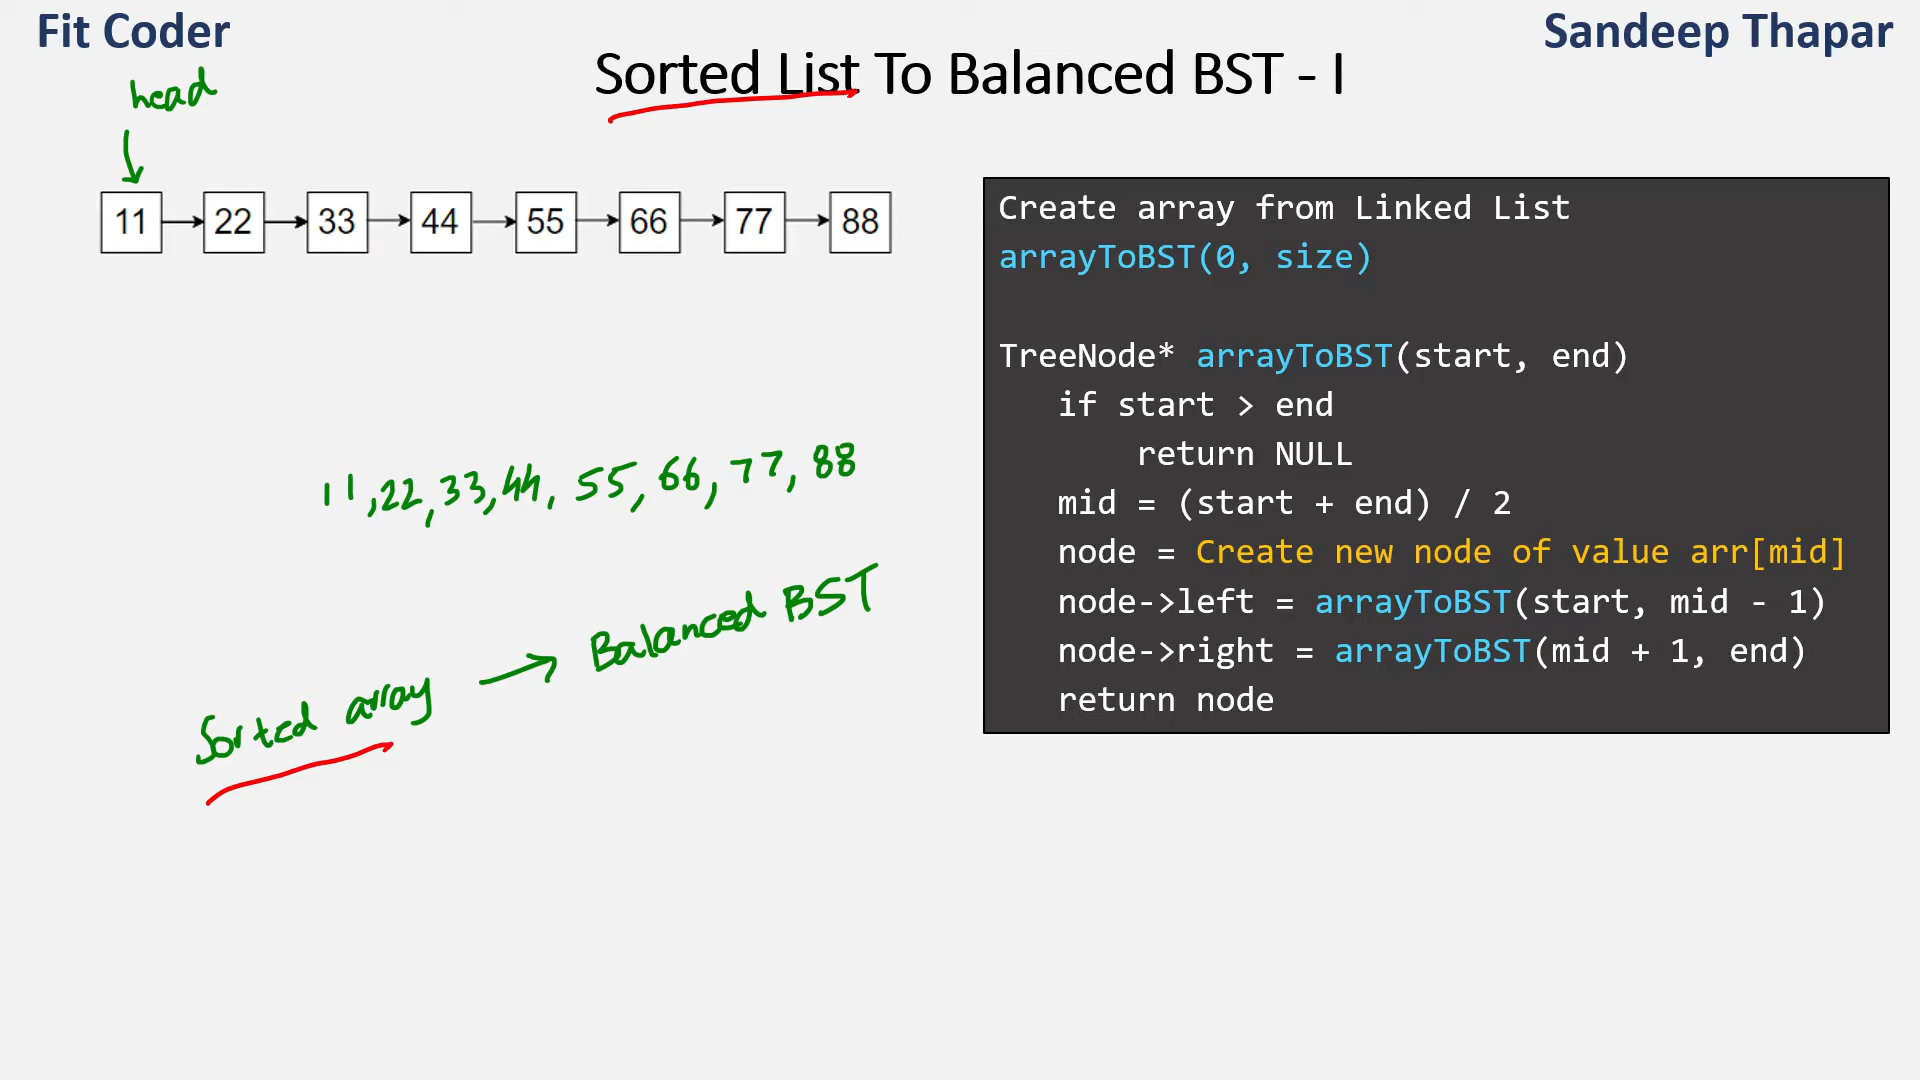 Fit Coder
Sandeep Thapar
Sorted List To Balanced BST - I
head
11 22 33 44 55 66 77 88
11,22,33,44, 55, 66, 77, 88
Sorted array → Balanced BST
Create array from Linked List
arrayToBST(0, size)
TreeNode* arrayToBST(start, end)
if start > end
return NULL
mid = (start + end) / 2
node = Create new node of value arr[mid]
node->left = arrayToBST(start, mid - 1)
node->right = arrayToBST(mid + 1, end)
return node